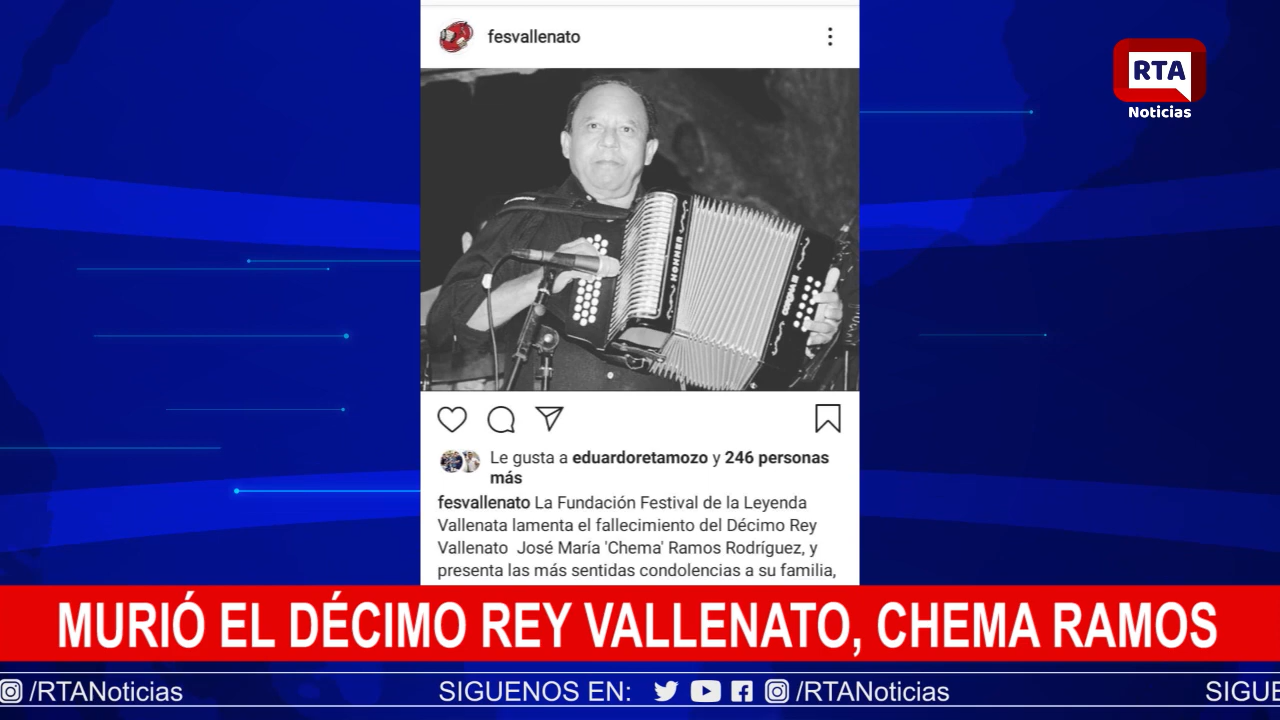 fesvallenato
RTA
Noticias
HOHNER
CORONA III
Le gusta a eduardoretamozo y 246 personas
más
fesvallenato La Fundación Festival de la Leyenda
Vallenata lamenta el fallecimiento del Décimo Rey
Vallenato José María 'Chema' Ramos Rodríguez, y
presenta las más sentidas condolencias a su familia,
MURIÓ EL DÉCIMO REY VALLENATO, CHEMA RAMOS
/RTANoticias SIGUENOS EN: /RTANoticias SIGUE